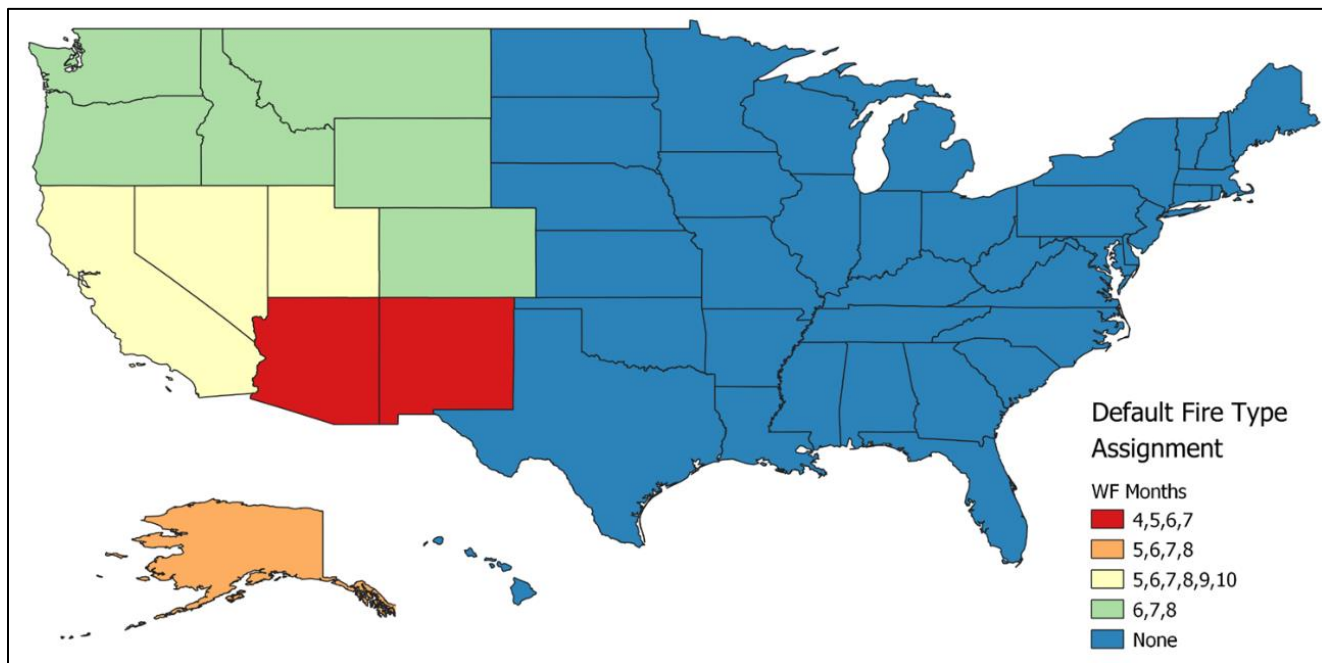 Default Fire Type
Assignment
WF Months
4,5,6,7
5,6,7,8
5,6,7,8,9,10
6,7,8
None